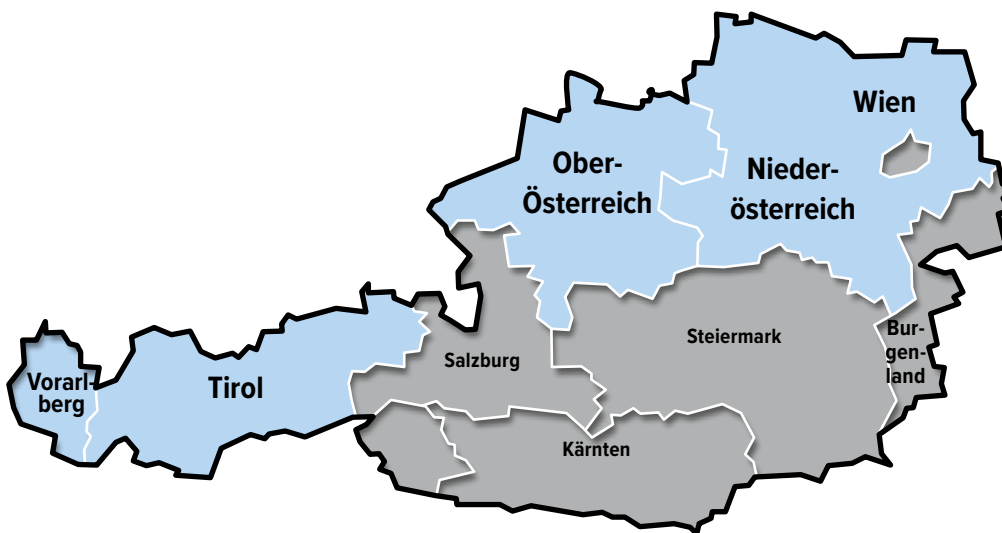 Wien
Ober-
Österreich
Nieder-
österreich
Bur-
gen-
land
Steiermark
Salzburg
Vorarl-
berg
Tirol
Kärnten